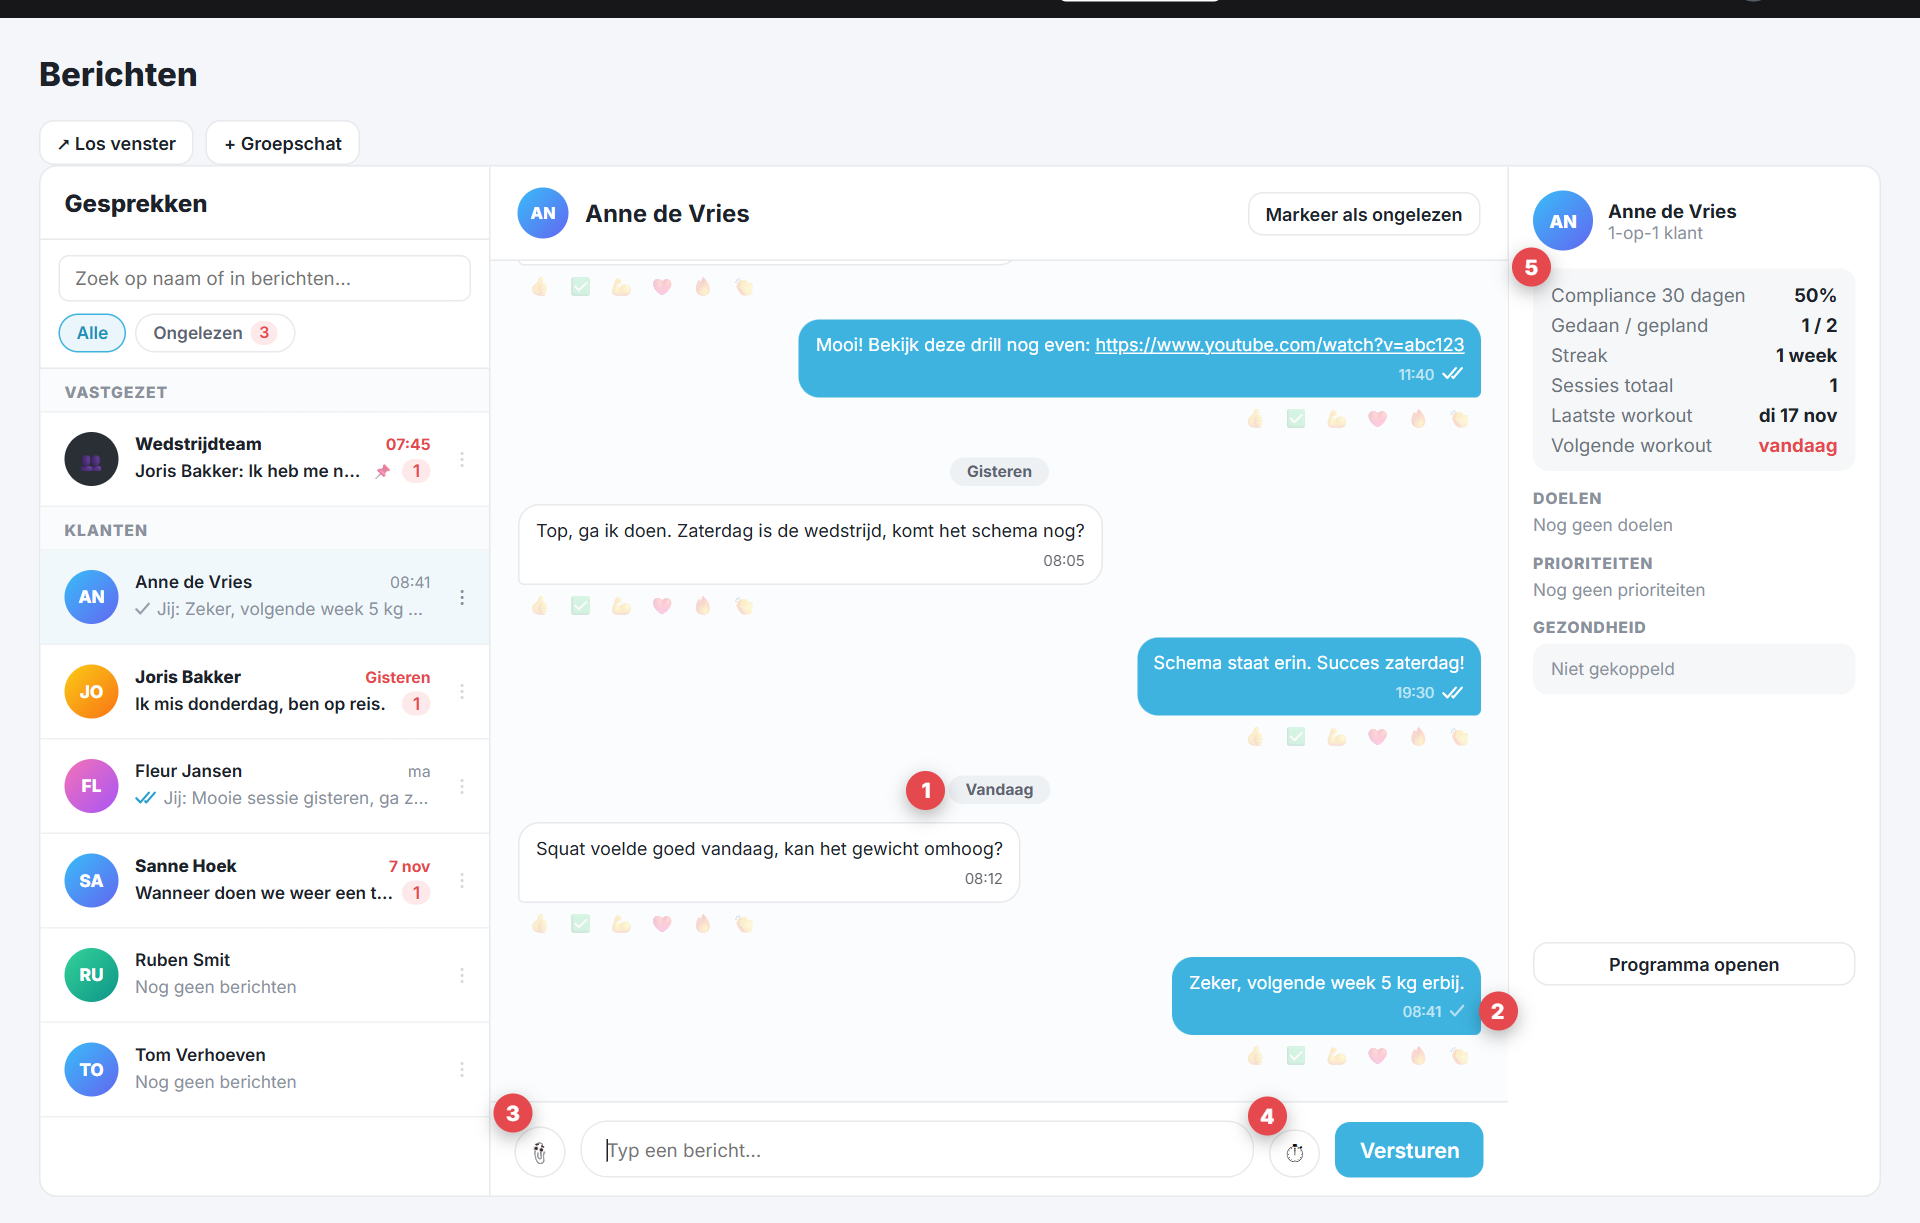 Berichten
↗ Los venster
+ Groepschat
Gesprekken
Zoek op naam of in berichten...
Alle
Ongelezen 3
VASTGEZET
Wedstrijdteam 07:45
Joris Bakker: Ik heb me n... 1
KLANTEN
AN Anne de Vries 08:41
Jij: Zeker, volgende week 5 kg ...
JO Joris Bakker Gisteren
Ik mis donderdag, ben op reis. 1
FL Fleur Jansen ma
Jij: Mooie sessie gisteren, ga z...
SA Sanne Hoek 7 nov
Wanneer doen we weer een t... 1
RU Ruben Smit
Nog geen berichten
TO Tom Verhoeven
Nog geen berichten
AN Anne de Vries
Markeer als ongelezen
Mooi! Bekijk deze drill nog even: https://www.youtube.com/watch?v=abc123
11:40
Gisteren
Top, ga ik doen. Zaterdag is de wedstrijd, komt het schema nog?
08:05
Schema staat erin. Succes zaterdag!
19:30
1 Vandaag
Squat voelde goed vandaag, kan het gewicht omhoog?
08:12
Zeker, volgende week 5 kg erbij.
08:41
2
3
Typ een bericht...
4
Versturen
AN Anne de Vries
1-op-1 klant
5
Compliance 30 dagen 50%
Gedaan / gepland 1 / 2
Streak 1 week
Sessies totaal 1
Laatste workout di 17 nov
Volgende workout vandaag
DOELEN
Nog geen doelen
PRIORITEITEN
Nog geen prioriteiten
GEZONDHEID
Niet gekoppeld
Programma openen